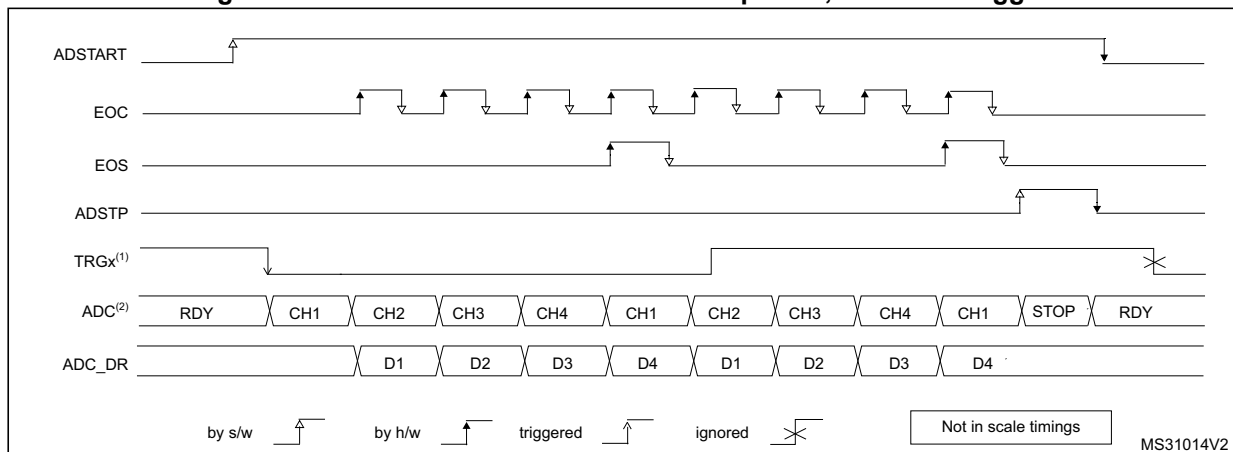 ADSTART
EOC
EOS
ADSTP
TRGx(1)
ADC(2) RDY CH1 CH2 CH3 CH4 CH1 CH2 CH3 CH4 CH1 STOP RDY
ADC_DR D1 D2 D3 D4 D1 D2 D3 D4
by s/w by h/w triggered ignored Not in scale timings
MS31014V2